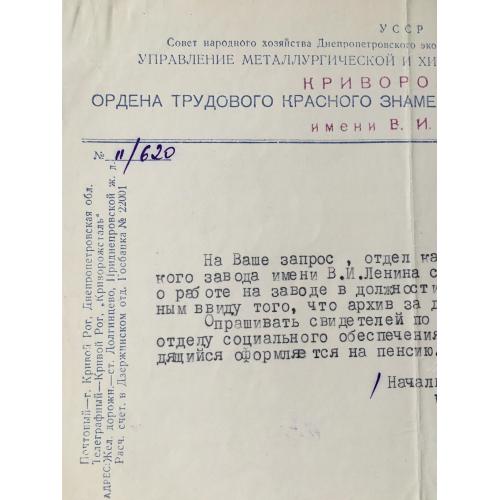 УССР
Совет народного хозяйства Днепропетровского эко
УПРАВЛЕНИЕ МЕТАЛЛУРГИЧЕСКОЙ И ХИ
КРИВОРО
ОРДЕНА ТРУДОВОГО КРАСНОГО ЗНАМЕ
имени В. И.
№ 11/620
На Ваше запрос , отдел ка
кого завода имени В.И.Ленина с
о работе на заводе в должност
ным ввиду того, что архив за д
Опрашивать свидетелей по
отделу социального обеспечения
дящийся оформляется на пенсию.
/ Началь
Почтовый—г. Кривой Рог, Днепропетровская обл.
Телеграфный—Кривой Рог, „Криворожсталь"
АДРЕС: Жел. дорожн.—ст. Долгинцево, Приднепровской ж. д.
Расч. счет. в Дзержинском отд. Госбанка № 22001